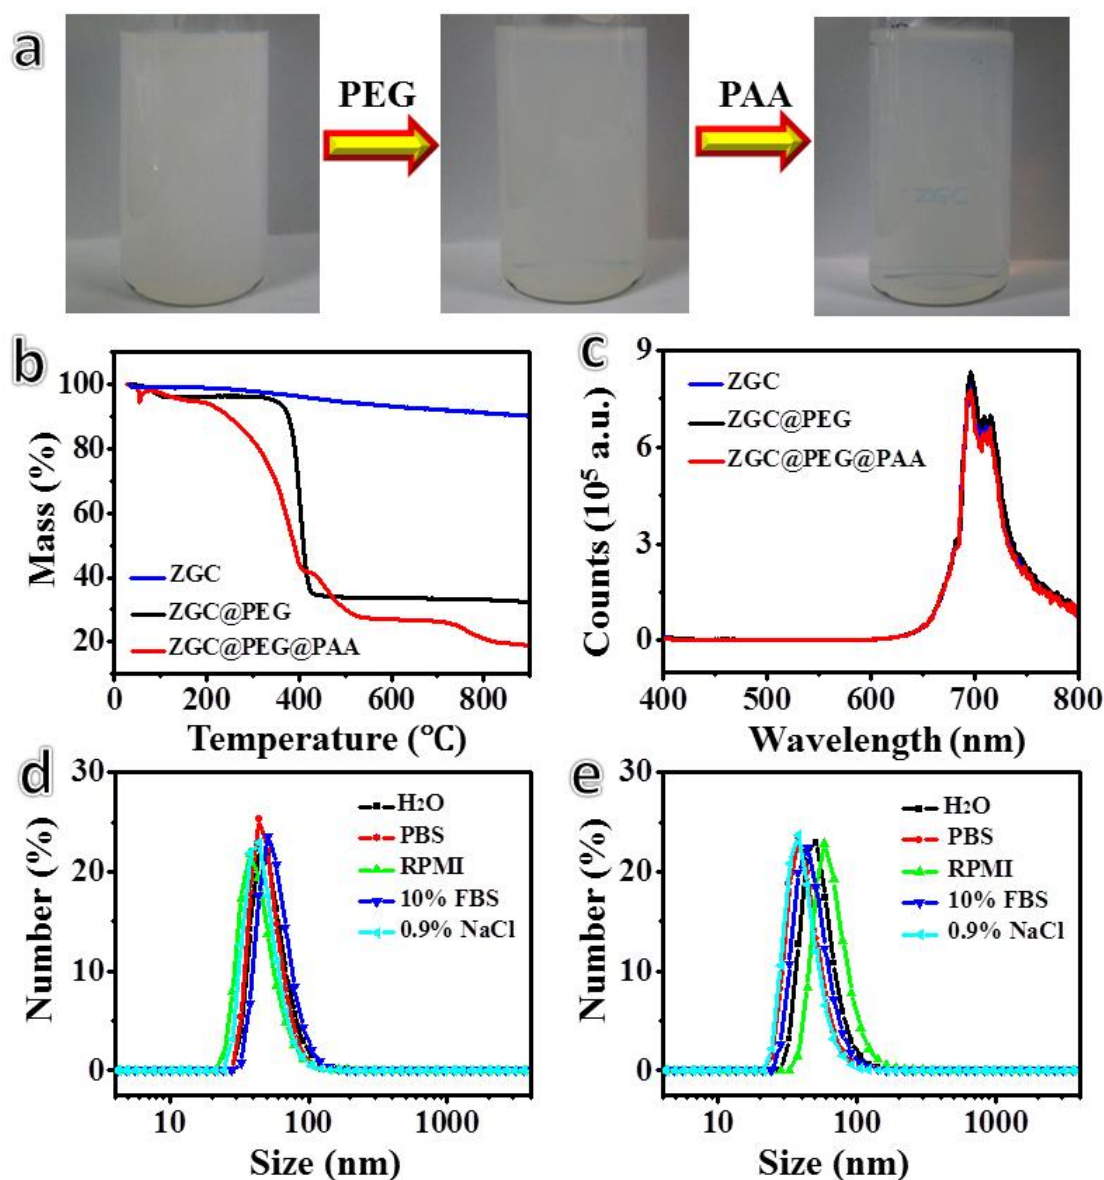 a
PEG
PAA
ZGC
b
100
80
60
40
20
0
200
400
600
800
Mass (%)
Temperature (℃)
ZGC
ZGC@PEG
ZGC@PEG@PAA
c
9
6
3
0
400
500
600
700
800
Counts (10⁵ a.u.)
Wavelength (nm)
ZGC
ZGC@PEG
ZGC@PEG@PAA
d
30
20
10
0
10
100
1000
Number (%)
Size (nm)
H₂O
PBS
RPMI
10% FBS
0.9% NaCl
e
30
20
10
0
10
100
1000
Number (%)
Size (nm)
H₂O
PBS
RPMI
10% FBS
0.9% NaCl